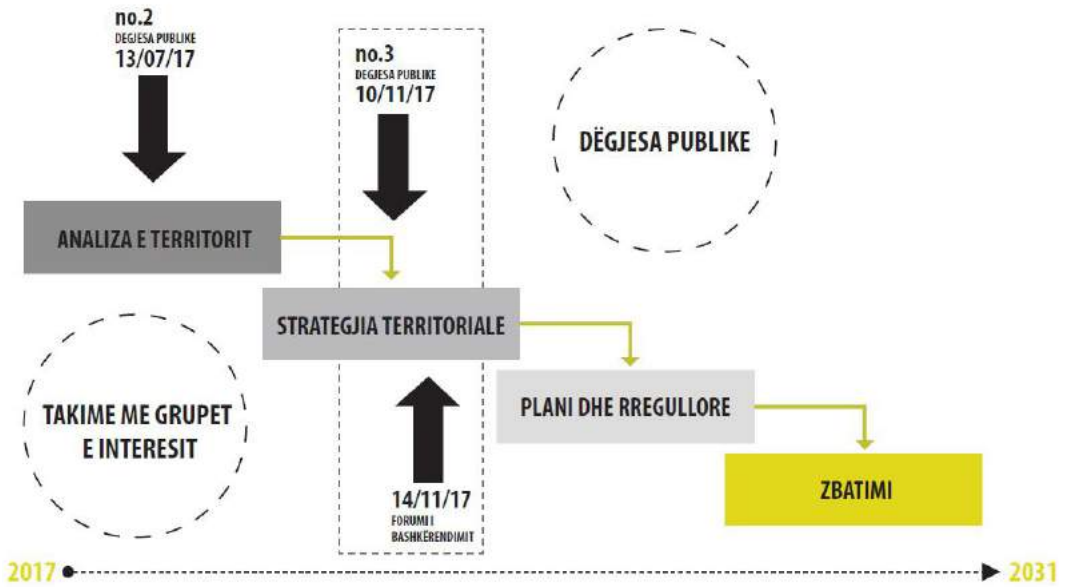 no.2
DEGJESA PUBLIKE
13/07/17
no.3
DEGJESA PUBLIKE
10/11/17
DËGJESA PUBLIKE
ANALIZA E TERRITORIT
STRATEGJIA TERRITORIALE
TAKIME ME GRUPET
E INTERESIT
PLANI DHE RREGULLORE
ZBATIMI
14/11/17
FORUMI I
BASHKËRENDIMIT
2017
2031